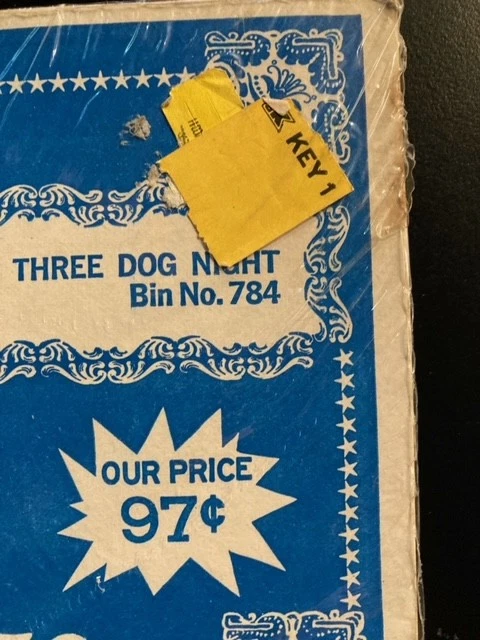 KEY 1
THREE DOG NIGHT
Bin No. 784
OUR PRICE
97¢